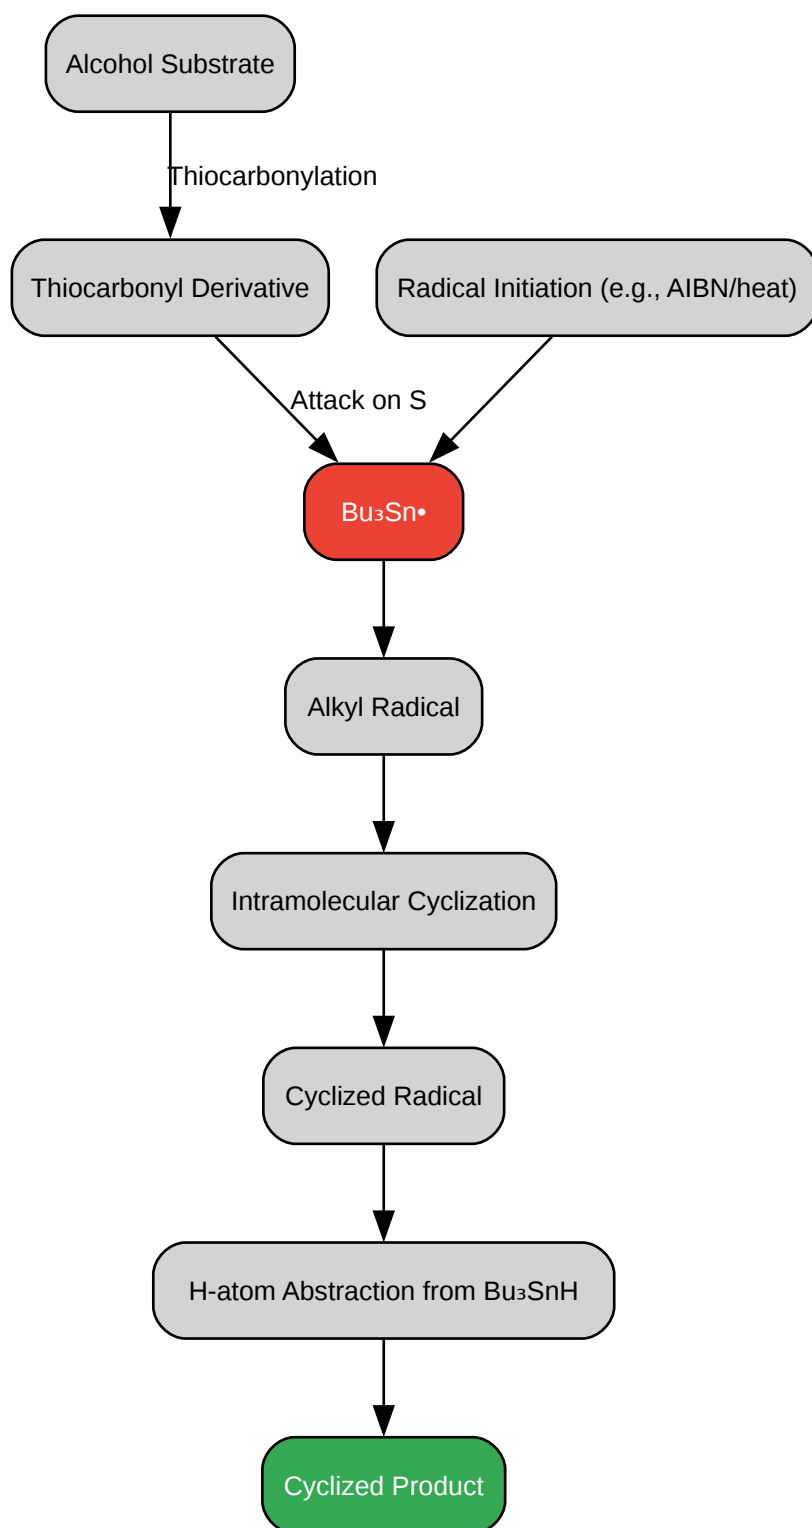 Alcohol Substrate
Thiocarbonylation
Thiocarbonyl Derivative
Radical Initiation (e.g., AIBN/heat)
Attack on S
Bu₃Sn•
Alkyl Radical
Intramolecular Cyclization
Cyclized Radical
H-atom Abstraction from Bu₃SnH
Cyclized Product